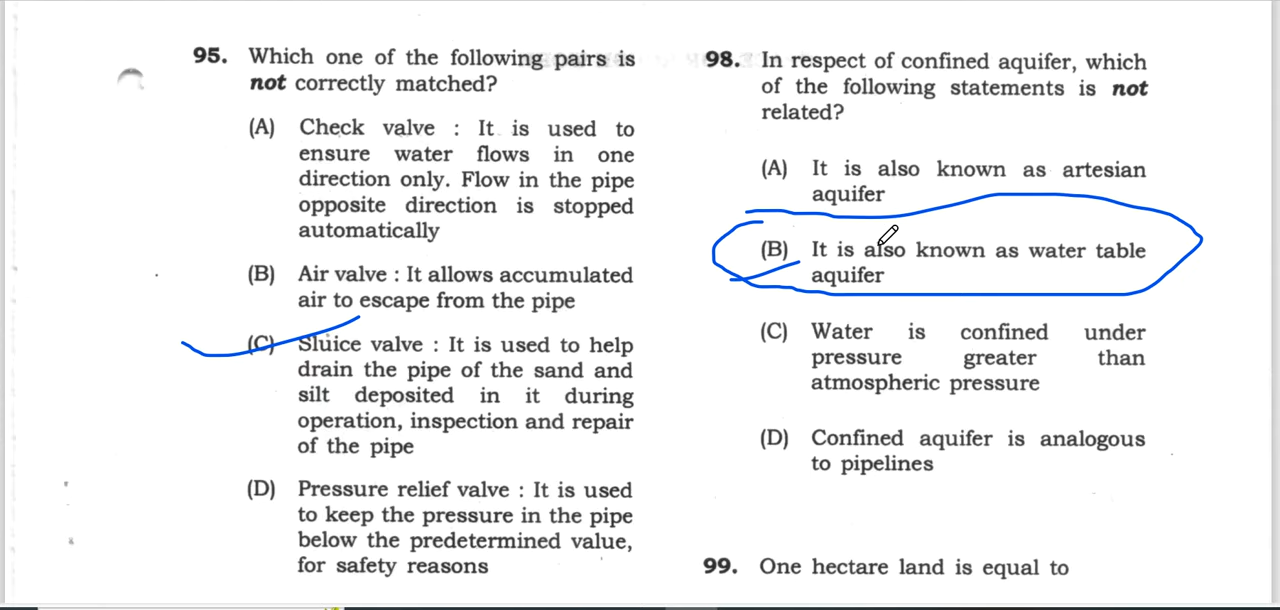 95. Which one of the following pairs is
not correctly matched?
(A) Check valve : It is used to
ensure water flows in one
direction only. Flow in the pipe
opposite direction is stopped
automatically
(B) Air valve : It allows accumulated
air to escape from the pipe
(C) Sluice valve : It is used to help
drain the pipe of the sand and
silt deposited in it during
operation, inspection and repair
of the pipe
(D) Pressure relief valve : It is used
to keep the pressure in the pipe
below the predetermined value,
for safety reasons
98. In respect of confined aquifer, which
of the following statements is not
related?
(A) It is also known as artesian
aquifer
(B) It is also known as water table
aquifer
(C) Water is confined under
pressure greater than
atmospheric pressure
(D) Confined aquifer is analogous
to pipelines
99. One hectare land is equal to